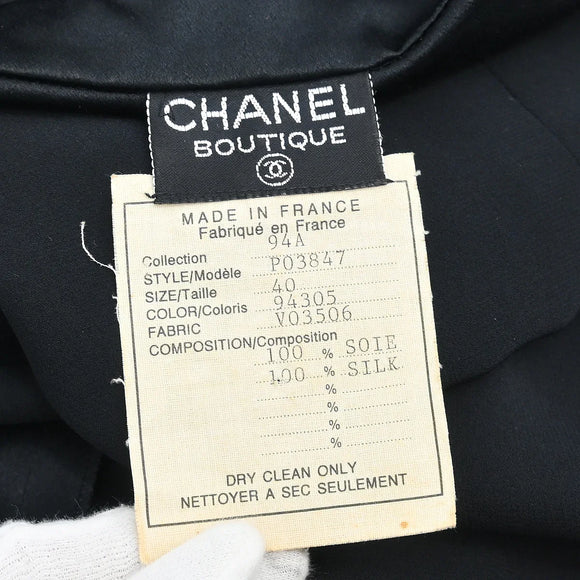 CHANEL
BOUTIQUE
MADE IN FRANCE
Fabriqué en France
Collection 94A
STYLE/Modèle P03847
SIZE/Taille 40
COLOR/Coloris 94305
FABRIC V03506
COMPOSITION/Composition
100 % SOIE
100 % SILK
%
%
%
%
DRY CLEAN ONLY
NETTOYER A SEC SEULEMENT